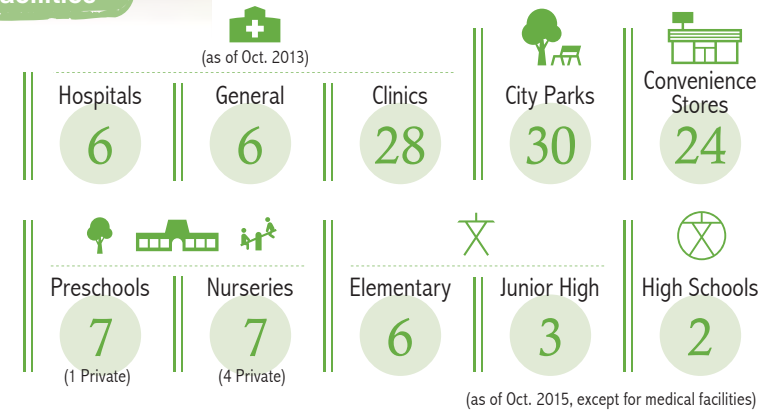 (as of Oct. 2013)
Hospitals
6
General
6
Clinics
28
City Parks
30
Convenience
Stores
24
Preschools
7
(1 Private)
Nurseries
7
(4 Private)
Elementary
6
Junior High
3
High Schools
2
(as of Oct. 2015, except for medical facilities)